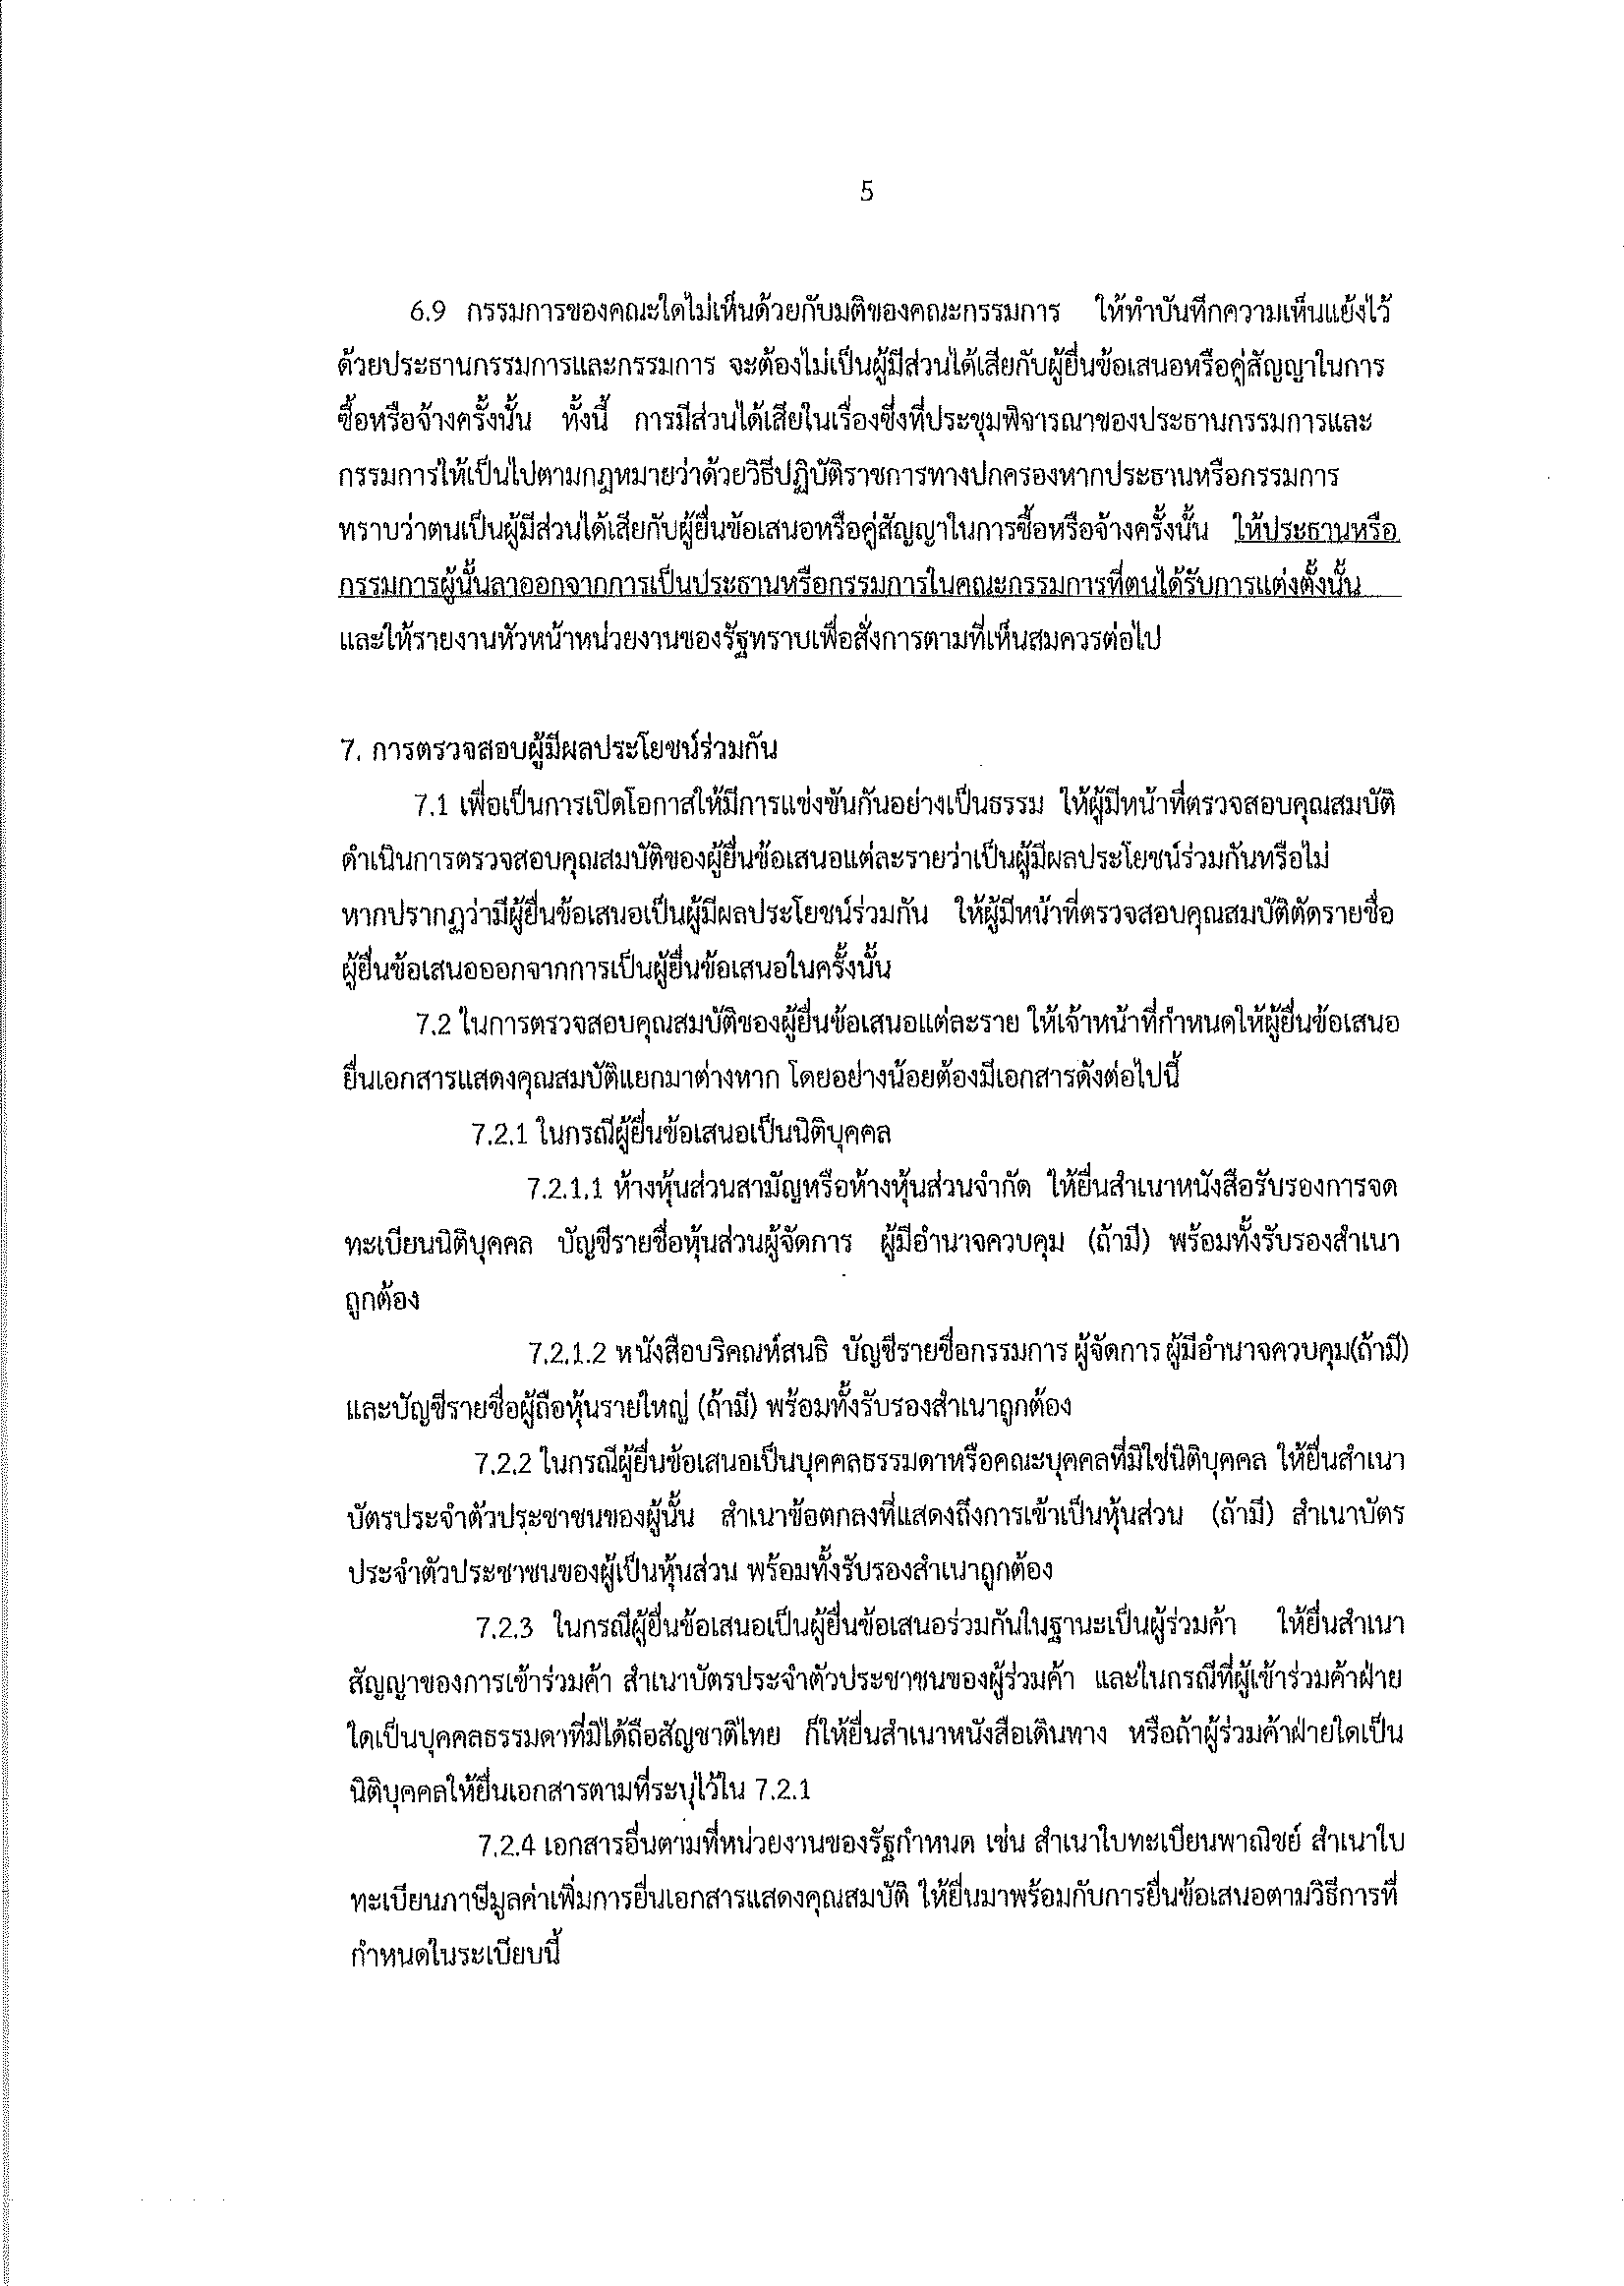 5
6.9 กรรมการของคณะใดไม่เห็นด้วยกับมติของคณะกรรมการ ให้ทำบันทึกความเห็นแย้งไว้
ด้วยประธานกรรมการและกรรมการ จะต้องไม่เป็นผู้มีส่วนได้เสียกับผู้ยื่นข้อเสนอหรือคู่สัญญาในการ
ซื้อหรือจ้างครั้งนั้น ทั้งนี้ การมีส่วนได้เสียในเรื่องซึ่งที่ประชุมพิจารณาของประธานกรรมการและ
กรรมการให้เป็นไปตามกฎหมายว่าด้วยวิธีปฏิบัติราชการทางปกครองหากประธานหรือกรรมการ
ทราบว่าตนเป็นผู้มีส่วนได้เสียกับผู้ยื่นข้อเสนอหรือคู่สัญญาในการซื้อหรือจ้างครั้งนั้น ให้ประธานหรือ
กรรมการผู้นั้นลาออกจากการเป็นประธานหรือกรรมการในคณะกรรมการที่ตนได้รับการแต่งตั้งนั้น
และให้รายงานหัวหน้าหน่วยงานของรัฐทราบเพื่อสั่งการตามที่เห็นสมควรต่อไป
7. การตรวจสอบผู้มีผลประโยชน์ร่วมกัน
7.1 เพื่อเป็นการเปิดโอกาสให้มีการแข่งขันกันอย่างเป็นธรรม ให้ผู้มีหน้าที่ตรวจสอบคุณสมบัติ
ดำเนินการตรวจสอบคุณสมบัติของผู้ยื่นข้อเสนอแต่ละรายว่าเป็นผู้มีผลประโยชน์ร่วมกันหรือไม่
หากปรากฏว่ามีผู้ยื่นข้อเสนอเป็นผู้มีผลประโยชน์ร่วมกัน ให้ผู้มีหน้าที่ตรวจสอบคุณสมบัติตัดรายชื่อ
ผู้ยื่นข้อเสนอออกจากการเป็นผู้ยื่นข้อเสนอในครั้งนั้น
7.2 ในการตรวจสอบคุณสมบัติของผู้ยื่นข้อเสนอแต่ละราย ให้เจ้าหน้าที่กำหนดให้ผู้ยื่นข้อเสนอ
ยื่นเอกสารแสดงคุณสมบัติแยกมาต่างหาก โดยอย่างน้อยต้องมีเอกสารดังต่อไปนี้
7.2.1 ในกรณีผู้ยื่นข้อเสนอเป็นนิติบุคคล
7.2.1.1 ห้างหุ้นส่วนสามัญหรือห้างหุ้นส่วนจำกัด ให้ยื่นสำเนาหนังสือรับรองการจด
ทะเบียนนิติบุคคล บัญชีรายชื่อหุ้นส่วนผู้จัดการ ผู้มีอำนาจควบคุม (ถ้ามี) พร้อมทั้งรับรองสำเนา
ถูกต้อง
7.2.1.2 หนังสือบริคณห์สนธิ บัญชีรายชื่อกรรมการ ผู้จัดการ ผู้มีอำนาจควบคุม(ถ้ามี)
และบัญชีรายชื่อผู้ถือหุ้นรายใหญ่ (ถ้ามี) พร้อมทั้งรับรองสำเนาถูกต้อง
7.2.2 ในกรณีผู้ยื่นข้อเสนอเป็นบุคคลธรรมดาหรือคณะบุคคลที่มิใช่นิติบุคคล ให้ยื่นสำเนา
บัตรประจำตัวประชาชนของผู้นั้น สำเนาข้อตกลงที่แสดงถึงการเข้าเป็นหุ้นส่วน (ถ้ามี) สำเนาบัตร
ประจำตัวประชาชนของผู้เป็นหุ้นส่วน พร้อมทั้งรับรองสำเนาถูกต้อง
7.2.3 ในกรณีผู้ยื่นข้อเสนอเป็นผู้ยื่นข้อเสนอร่วมกันในฐานะเป็นผู้ร่วมค้า ให้ยื่นสำเนา
สัญญาของการเข้าร่วมค้า สำเนาบัตรประจำตัวประชาชนของผู้ร่วมค้า และในกรณีที่ผู้เข้าร่วมค้าฝ่าย
ใดเป็นบุคคลธรรมดาที่มิได้ถือสัญชาติไทย ก็ให้ยื่นสำเนาหนังสือเดินทาง หรือถ้าผู้ร่วมค้าฝ่ายใดเป็น
นิติบุคคลให้ยื่นเอกสารตามที่ระบุไว้ใน 7.2.1
7.2.4 เอกสารอื่นตามที่หน่วยงานของรัฐกำหนด เช่น สำเนาใบทะเบียนพาณิชย์ สำเนาใบ
ทะเบียนภาษีมูลค่าเพิ่มการยื่นเอกสารแสดงคุณสมบัติ ให้ยื่นมาพร้อมกับการยื่นข้อเสนอตามวิธีการที่
กำหนดในระเบียบนี้